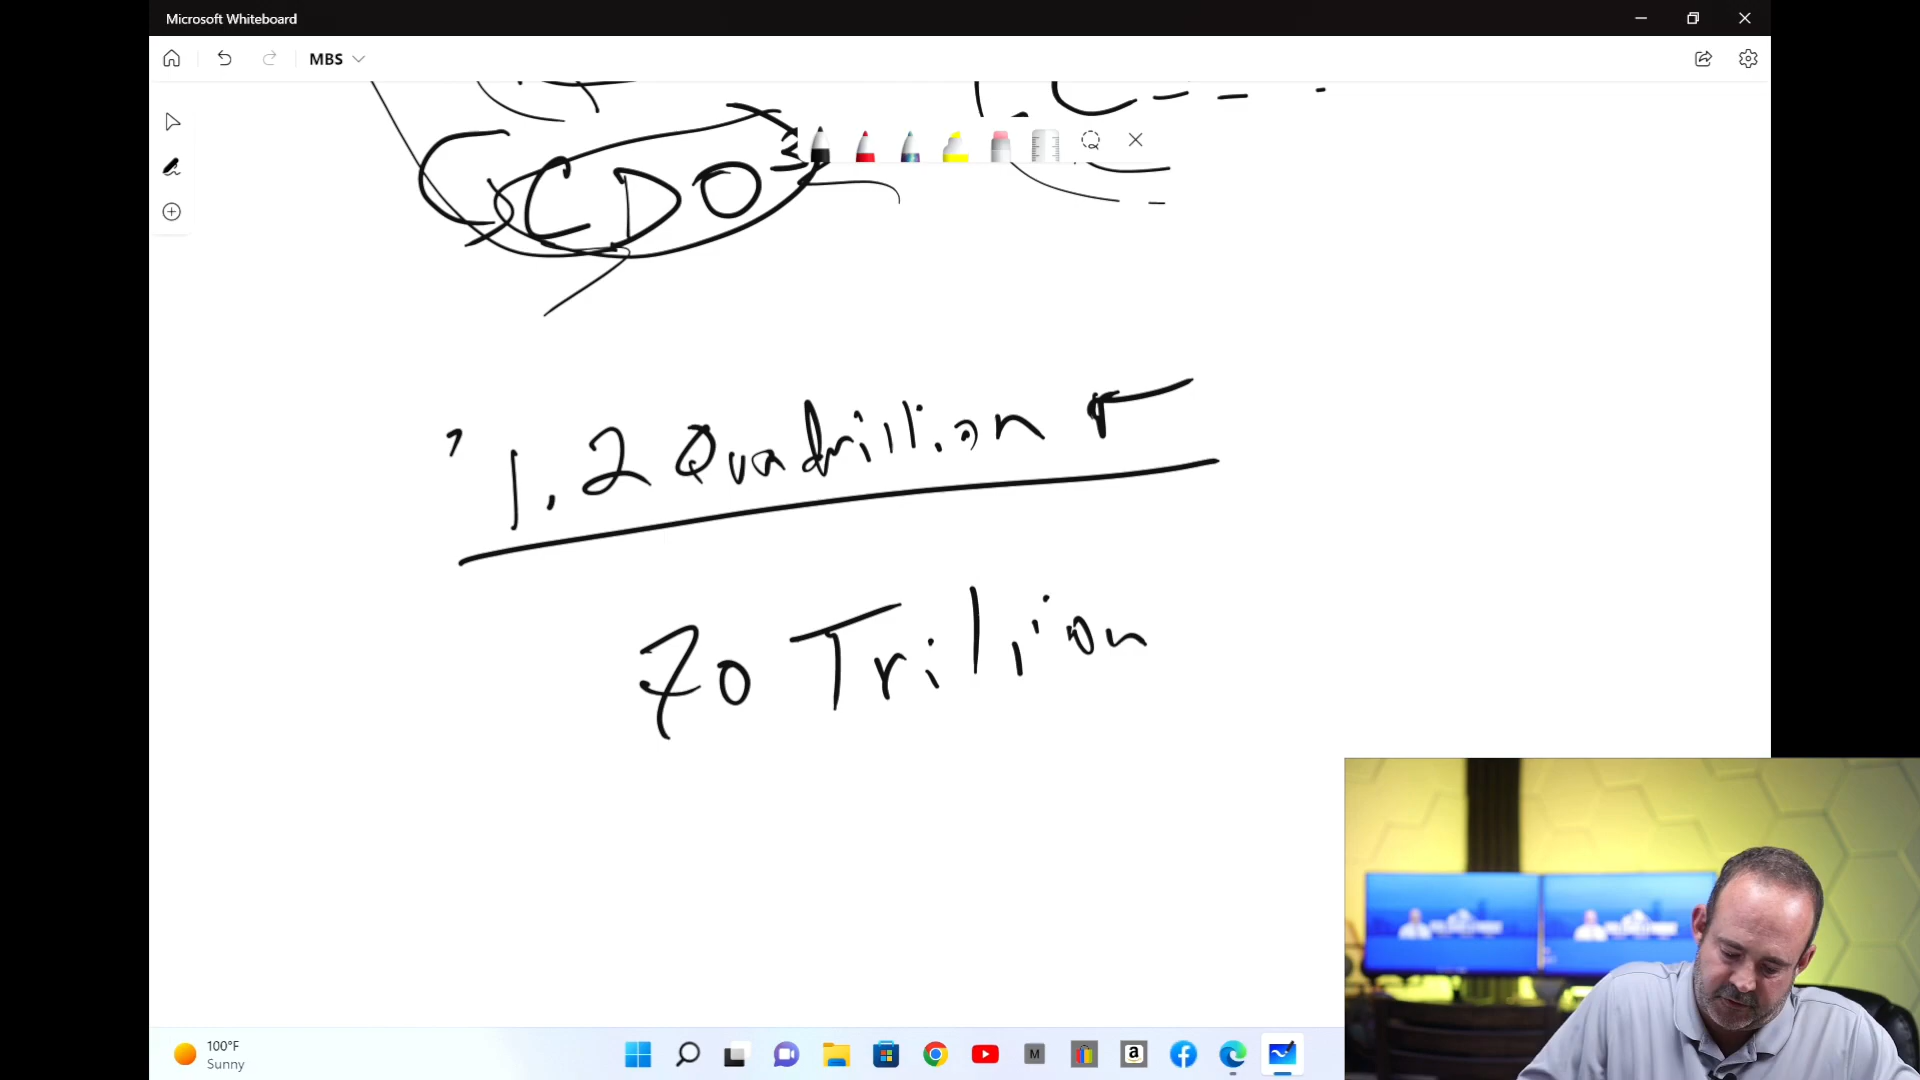 Microsoft Whiteboard
MBS
CDO
1.2 Quadrillion
70 Trillion
100°F
Sunny
M
a